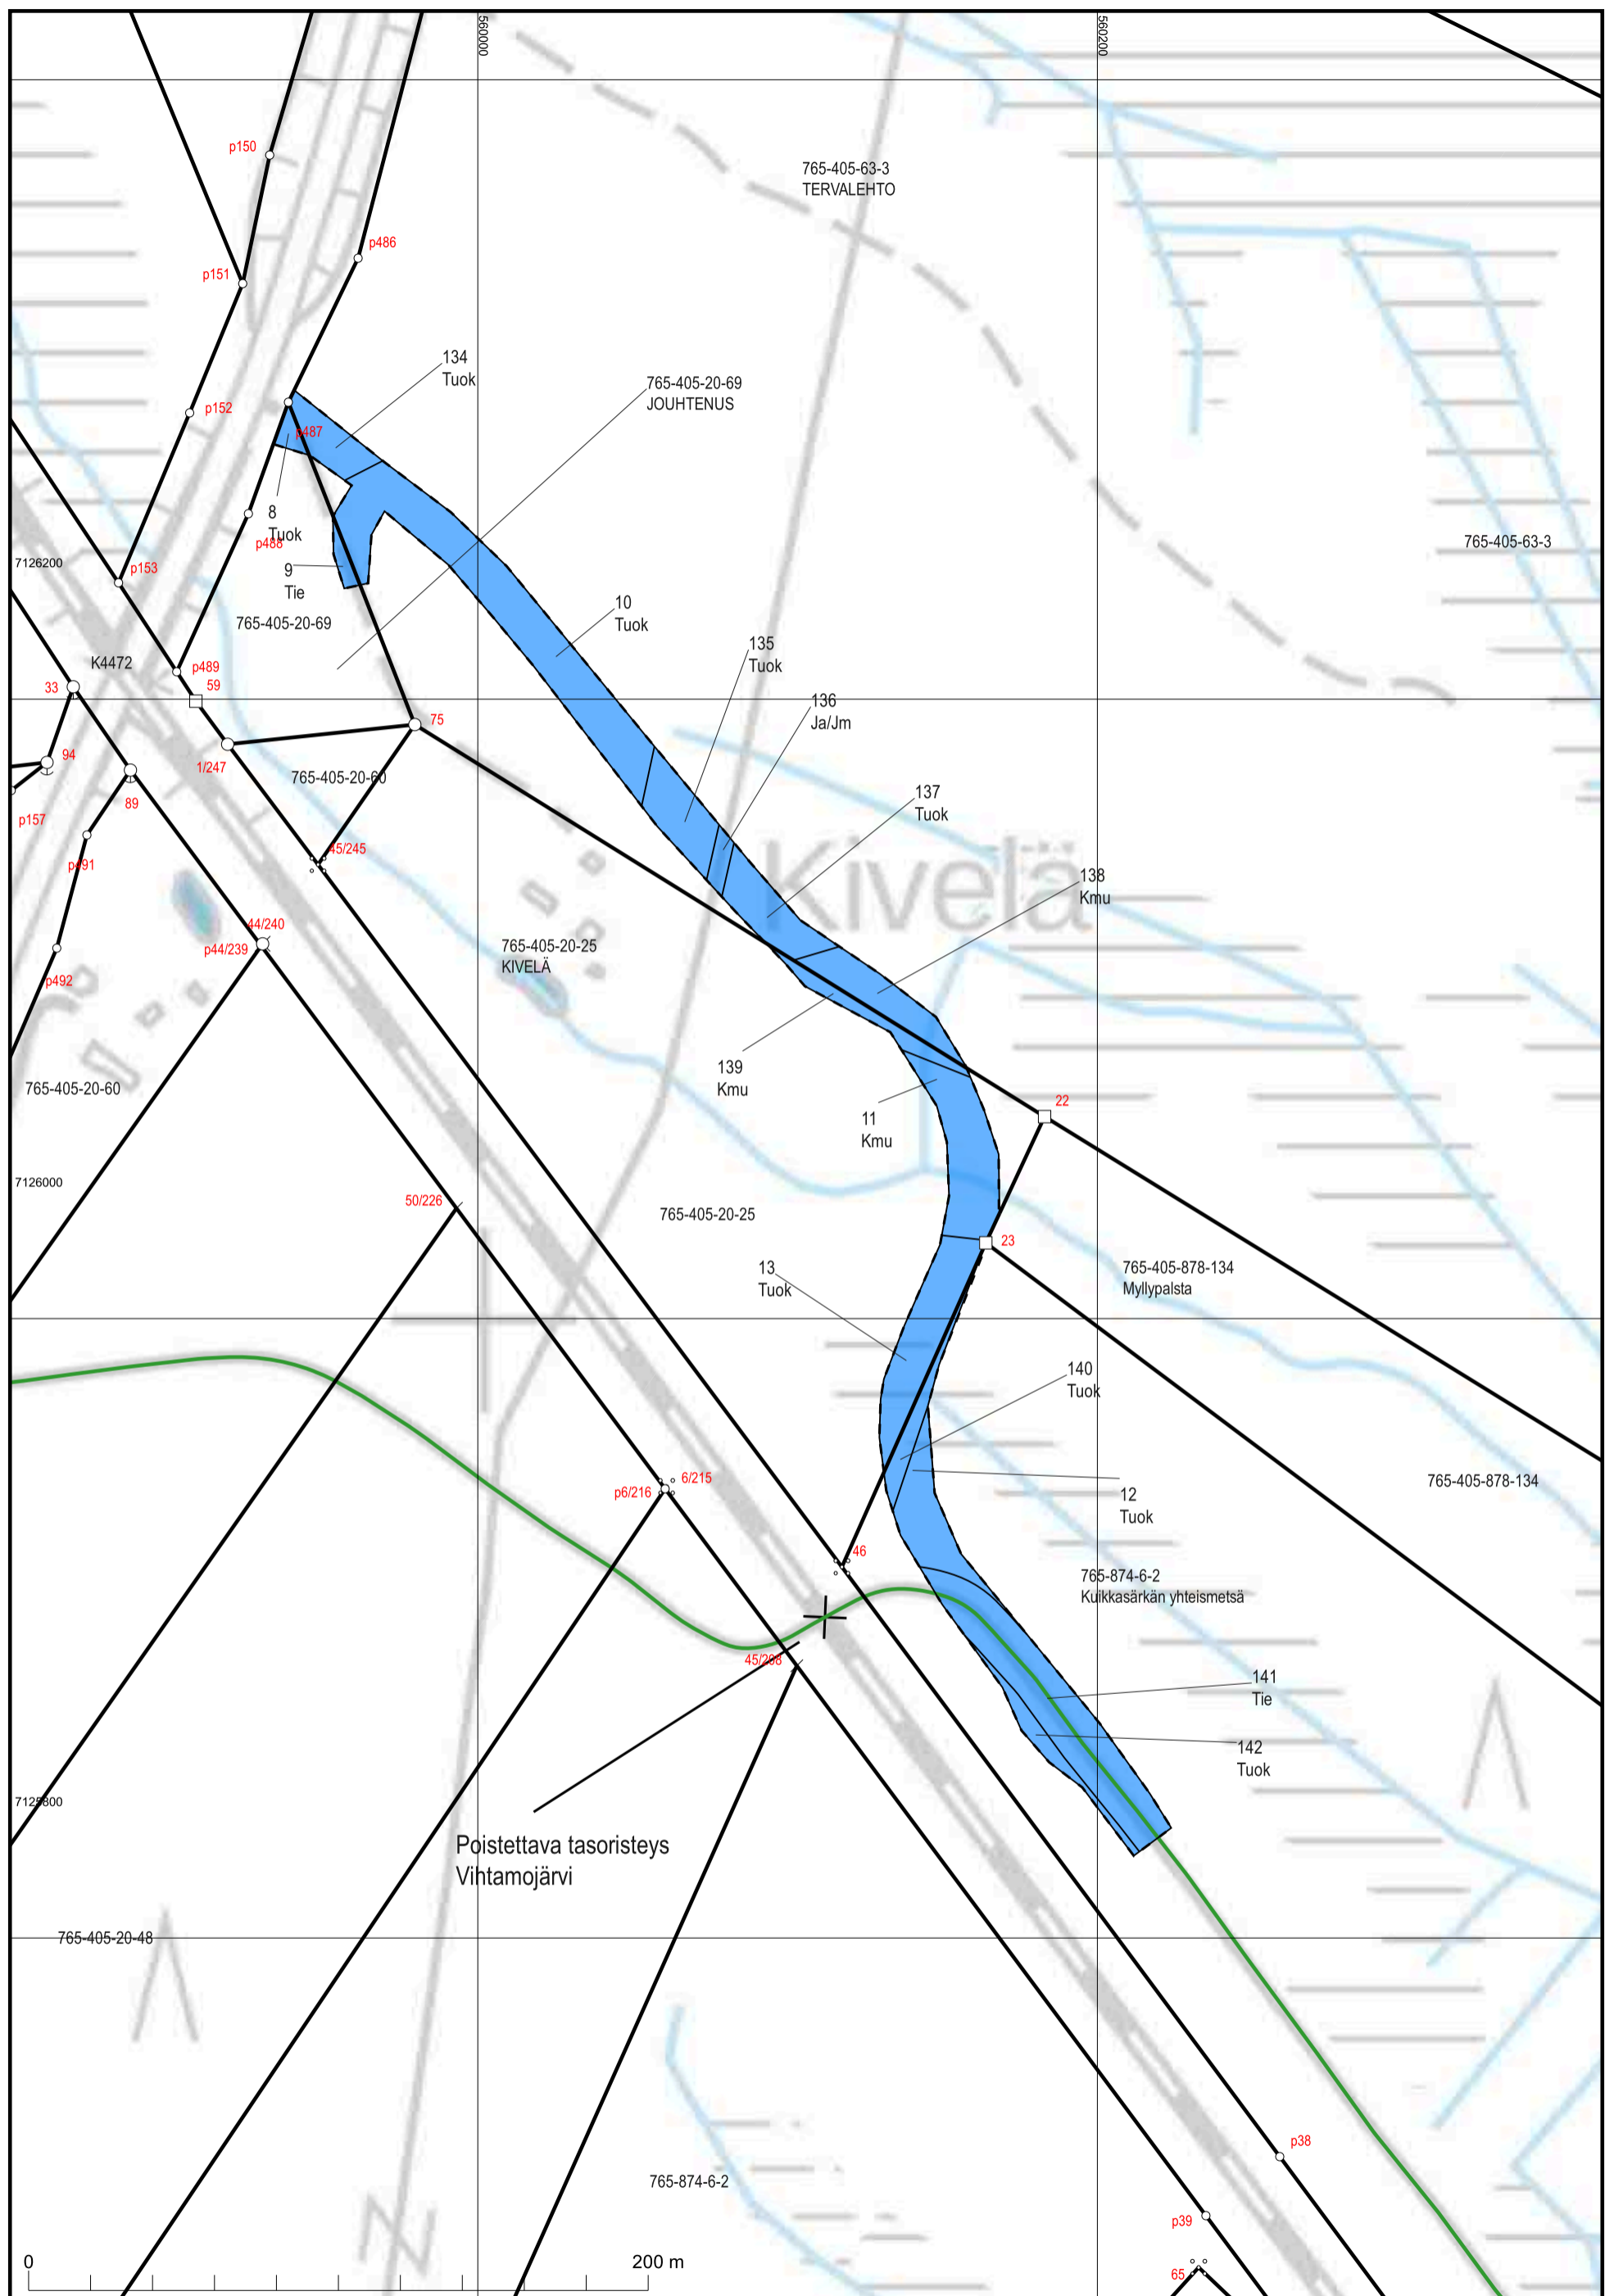 560000
560200
p150
765-405-63-3
TERVALEHTO
p486
p151
134
Tuok
765-405-20-69
JOUHTENUS
p152
p487
8
Tuok
p488
765-405-63-3
7126200
p153
9
Tie
10
Tuok
765-405-20-69
135
Tuok
K4472
p489
33
59
136
Ja/Jm
75
94
1/247
765-405-20-60
89
137
Tuok
p157
45/245
p491
Kivelä
138
Kmu
44/240
p44/239
765-405-20-25
KIVELÄ
p492
139
Kmu
765-405-20-60
22
11
Kmu
7126000
50/226
765-405-20-25
23
13
Tuok
765-405-878-134
Myllypalsta
140
Tuok
6/215
p6/216
765-405-878-134
12
Tuok
46
765-874-6-2
Kuikkasärkän yhteismetsä
45/298
141
Tie
142
Tuok
7125800
Poistettava tasoristeys
Vihtamojärvi
765-405-20-48
p38
765-874-6-2
p39
0
200 m
65